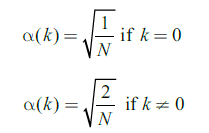 α(k) = √(1/N) if k = 0
α(k) = √(2/N) if k ≠ 0